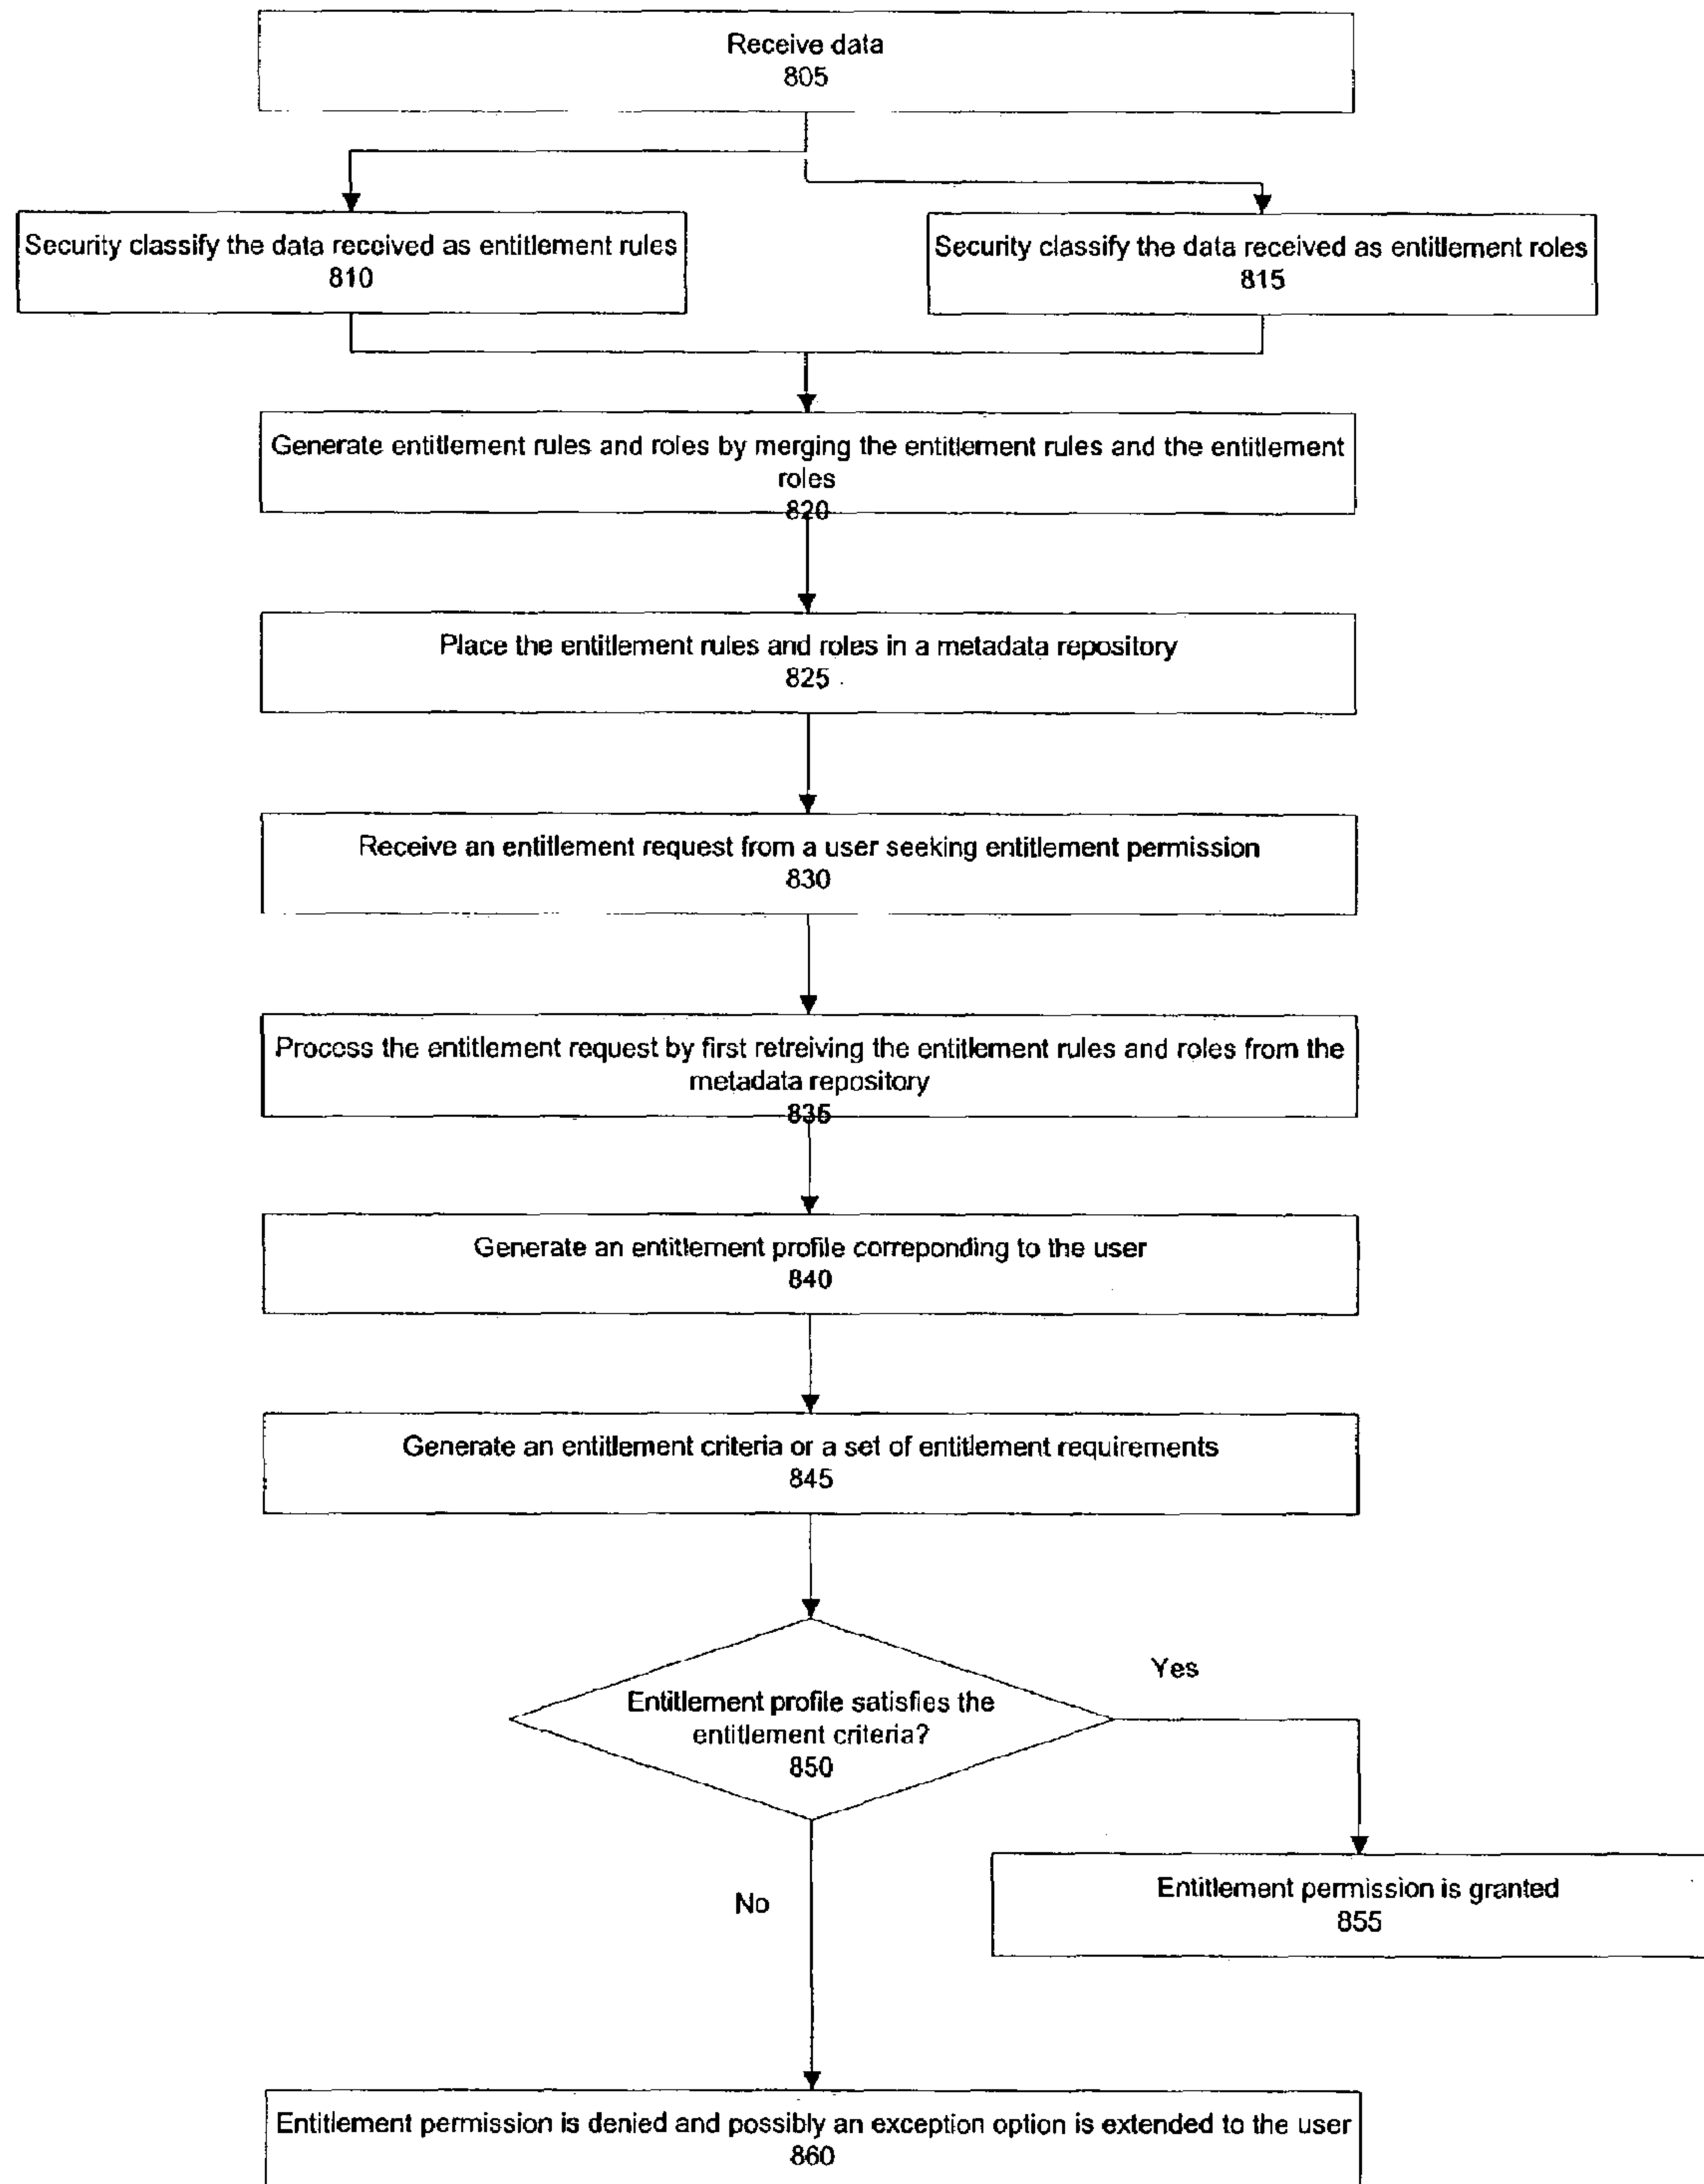 Receive data
805
Security classify the data received as entitlement rules
810
Security classify the data received as entitlement roles
815
Generate entitlement rules and roles by merging the entitlement rules and the entitlement
roles
820
Place the entitlement rules and roles in a metadata repository
825
Receive an entitlement request from a user seeking entitlement permission
830
Process the entitlement request by first retreiving the entitlement rules and roles from the
metadata repository
835
Generate an entitlement profile correponding to the user
840
Generate an entitlement criteria or a set of entitlement requirements
845
Yes
Entitlement profile satisfies the
entitlement criteria?
850
Entitlement permission is granted
855
No
Entitlement permission is denied and possibly an exception option is extended to the user
860